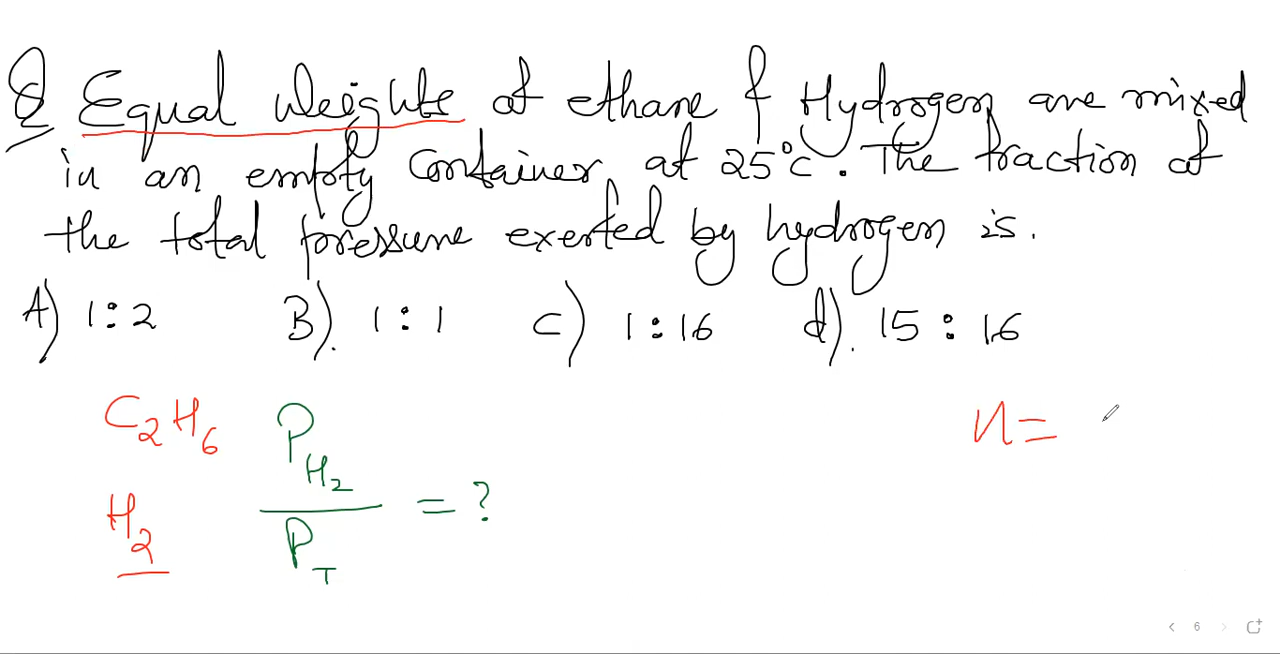 Q Equal weights of ethane & Hydrogen are mixed
in an empty container, at 25°c. The fraction of
the total pressure exerted by hydrogen is.
A) 1:2 B). 1:1 C) 1:16 d). 15:16
C2H6 PH2 n=
H2 PT = ?
< 6 >